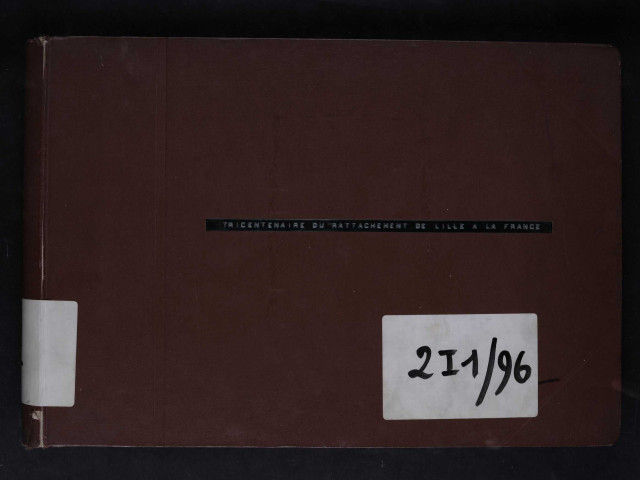 TRICENTENAIRE DU RATTACHEMENT DE LILLE A LA FRANCE
2I1/96